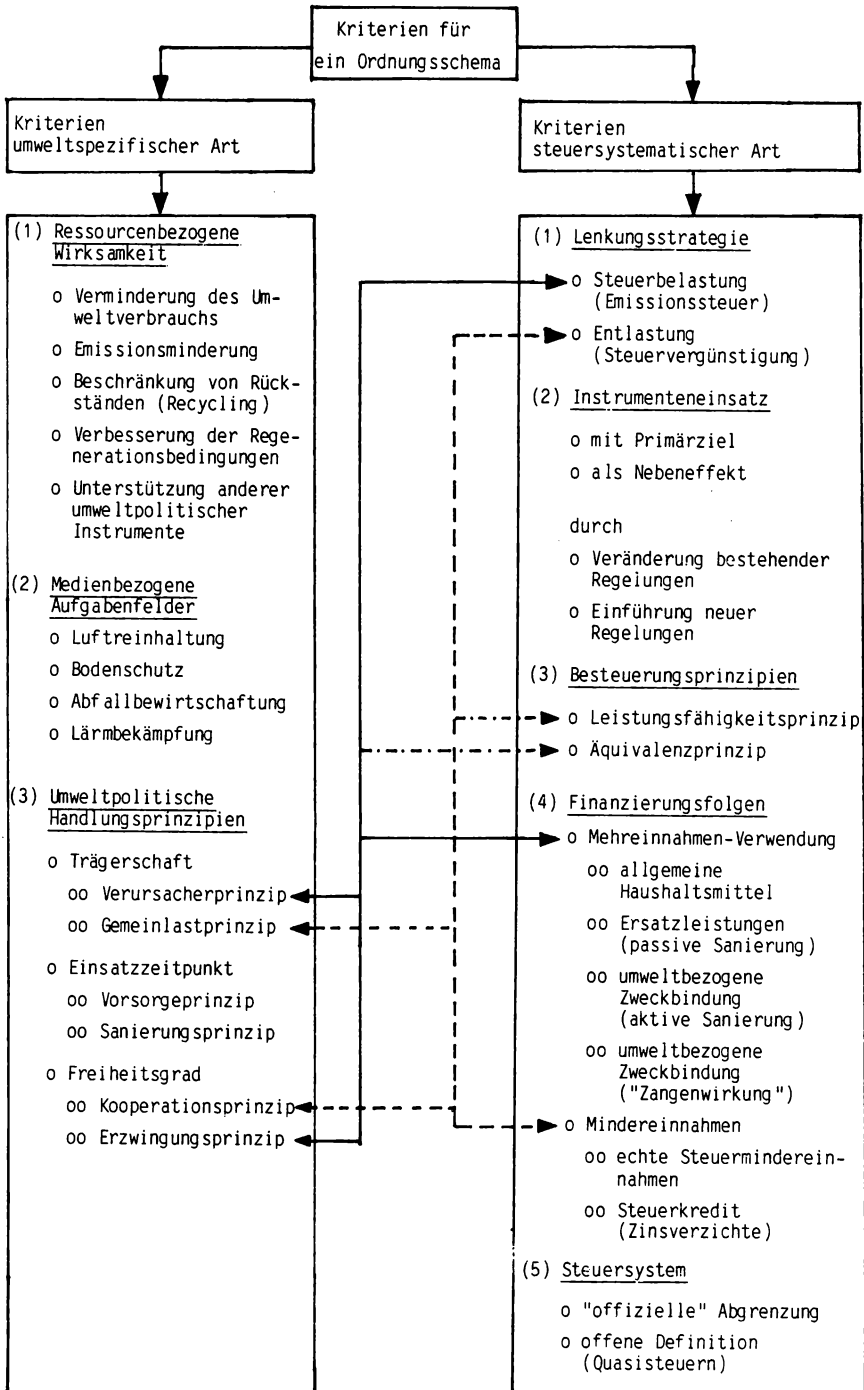 Kriterien für
ein Ordnungsschema
Kriterien
umweltspezifischer Art
(1) Ressourcenbezogene
Wirksamkeit
o Verminderung des Um-
weltverbrauchs
o Emissionsminderung
o Beschränkung von Rück-
ständen (Recycling)
o Verbesserung der Rege-
nerationsbedingungen
o Unterstützung anderer
umweltpolitischer
Instrumente
(2) Medienbezogene
Aufgabenfelder
o Luftreinhaltung
o Bodenschutz
o Abfallbewirtschaftung
o Lärmbekämpfung
(3) Umweltpolitische
Handlungsprinzipien
o Trägerschaft
oo Verursacherprinzip
oo Gemeinlastprinzip
o Einsatzzeitpunkt
oo Vorsorgeprinzip
oo Sanierungsprinzip
o Freiheitsgrad
oo Kooperationsprinzip
oo Erzwingungsprinzip
Kriterien
steuersystematischer Art
(1) Lenkungsstrategie
o Steuerbelastung
(Emissionssteuer)
o Entlastung
(Steuervergünstigung)
(2) Instrumenteneinsatz
o mit Primärziel
o als Nebeneffekt
durch
o Veränderung bestehender
Regelungen
o Einführung neuer
Regelungen
(3) Besteuerungsprinzipien
o Leistungsfähigkeitsprinzip
o Äquivalenzprinzip
(4) Finanzierungsfolgen
o Mehreinnahmen-Verwendung
oo allgemeine
Haushaltsmittel
oo Ersatzleistungen
(passive Sanierung)
oo umweltbezogene
Zweckbindung
(aktive Sanierung)
oo umweltbezogene
Zweckbindung
("Zangenwirkung")
o Mindereinnahmen
oo echte Steuermindereín-
nahmen
oo Steuerkredit
(Zinsverzichte)
(5) Steuersystem
o "offizielle" Abgrenzung
o offene Definition
(Quasisteuern)